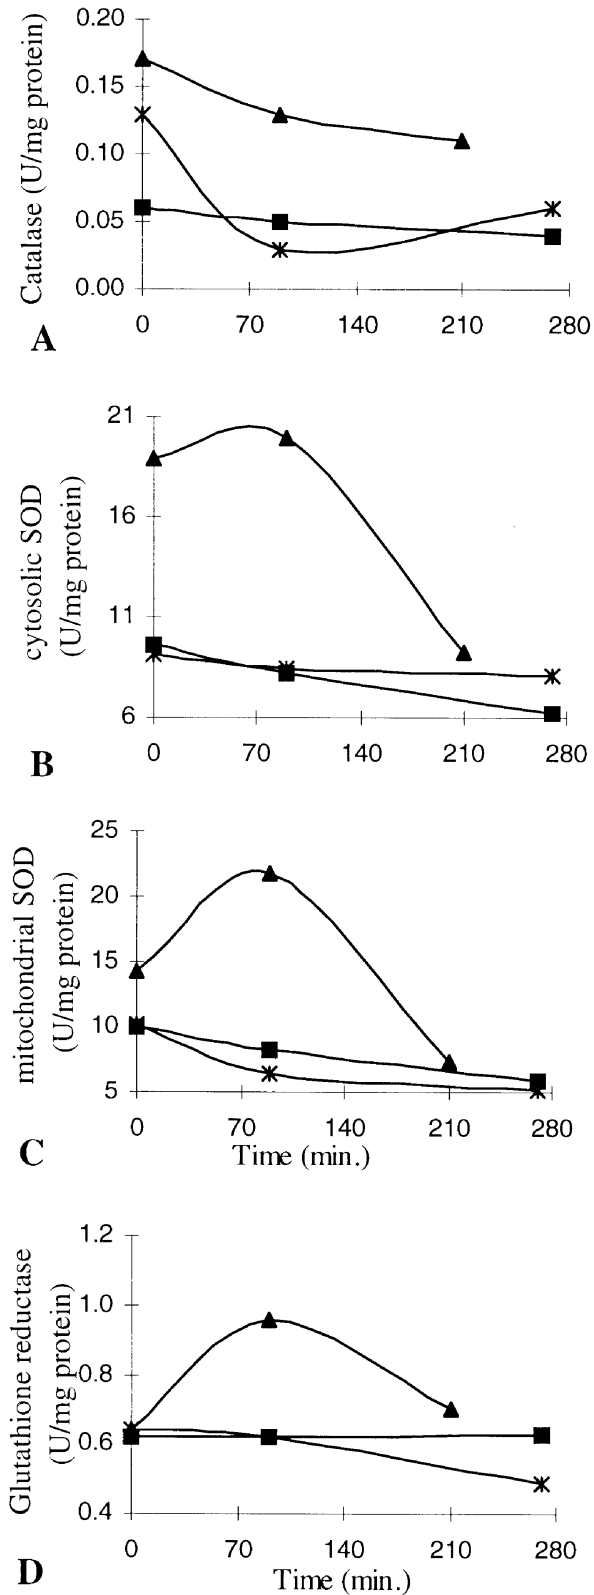 Catalase (U/mg protein)
0.20
0.15
0.10
0.05
0.00
0 70 140 210 280
A
cytosolic SOD
(U/mg protein)
21
16
11
6
0 70 140 210 280
B
mitochondrial SOD
(U/mg protein)
25
20
15
10
5
0 70 140 210 280
Time (min.)
C
Glutathione reductase
(U/mg protein)
1.2
1.0
0.8
0.6
0.4
0 70 140 210 280
Time (min.)
D